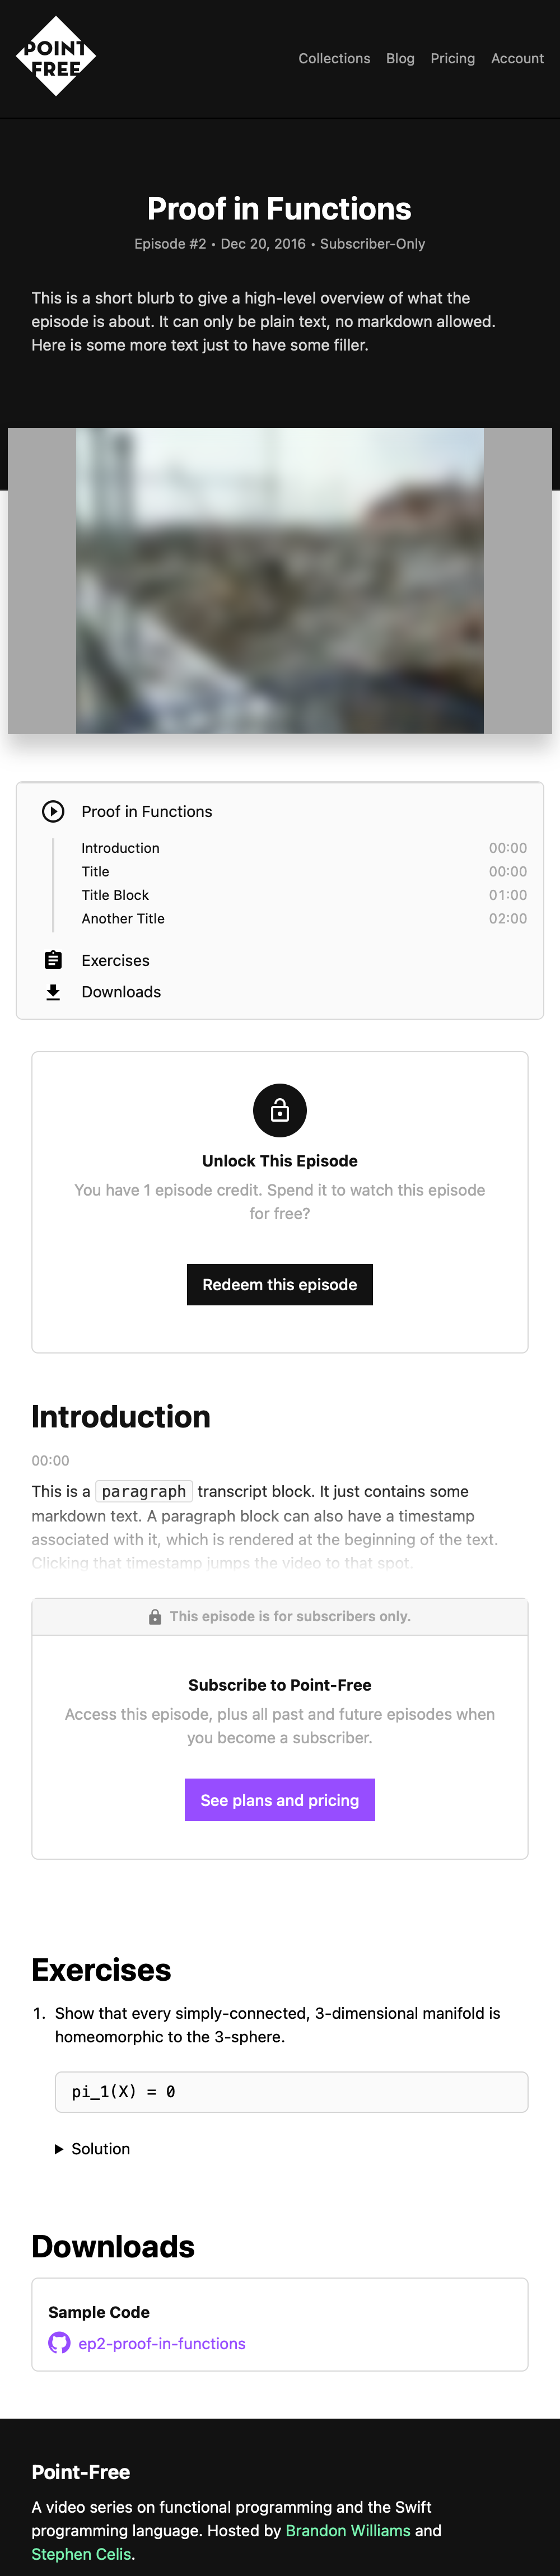 POINT
FREE
Collections Blog Pricing Account
Proof in Functions
Episode #2 • Dec 20, 2016 • Subscriber-Only
This is a short blurb to give a high-level overview of what the
episode is about. It can only be plain text, no markdown allowed.
Here is some more text just to have some filler.
Proof in Functions
Introduction 00:00
Title 00:00
Title Block 01:00
Another Title 02:00
Exercises
Downloads
Unlock This Episode
You have 1 episode credit. Spend it to watch this episode
for free?
Redeem this episode
Introduction
00:00
This is a paragraph transcript block. It just contains some
markdown text. A paragraph block can also have a timestamp
associated with it, which is rendered at the beginning of the text.
Clicking that timestamp jumps the video to that spot.
This episode is for subscribers only.
Subscribe to Point-Free
Access this episode, plus all past and future episodes when
you become a subscriber.
See plans and pricing
Exercises
1. Show that every simply-connected, 3-dimensional manifold is
homeomorphic to the 3-sphere.
pi_1(X) = 0
Solution
Downloads
Sample Code
ep2-proof-in-functions
Point-Free
A video series on functional programming and the Swift
programming language. Hosted by Brandon Williams and
Stephen Celis.